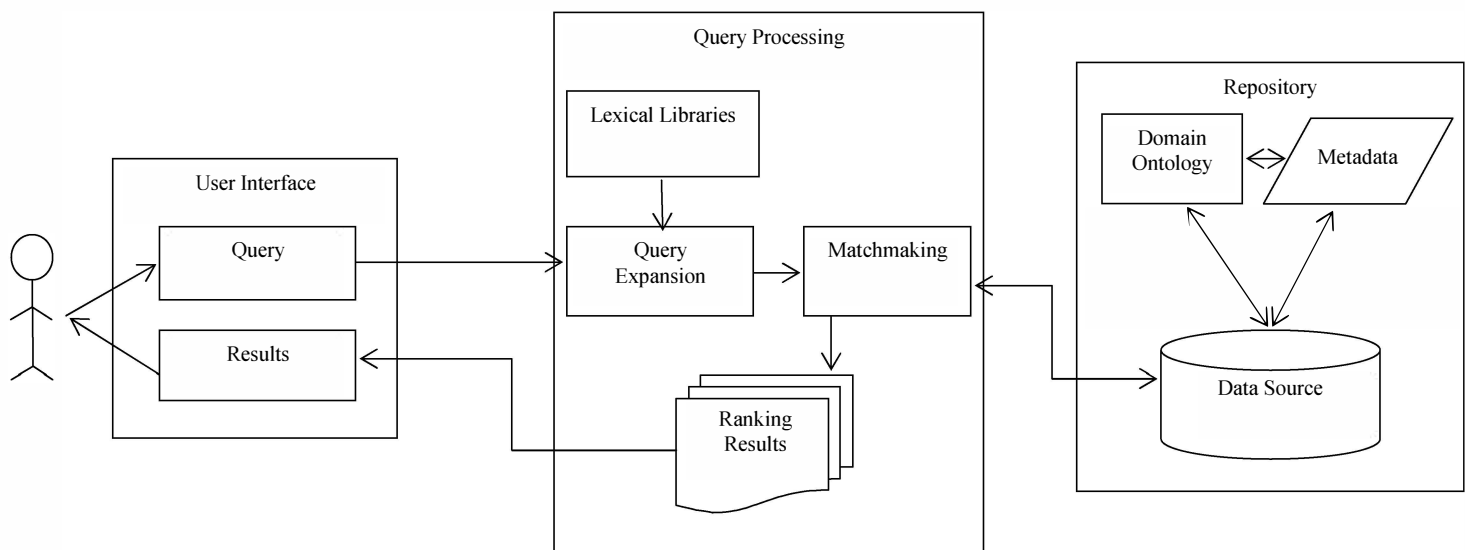 User Interface
Query
Results
Query Processing
Lexical Libraries
Query
Expansion
Matchmaking
Ranking
Results
Repository
Domain
Ontology
Metadata
Data Source